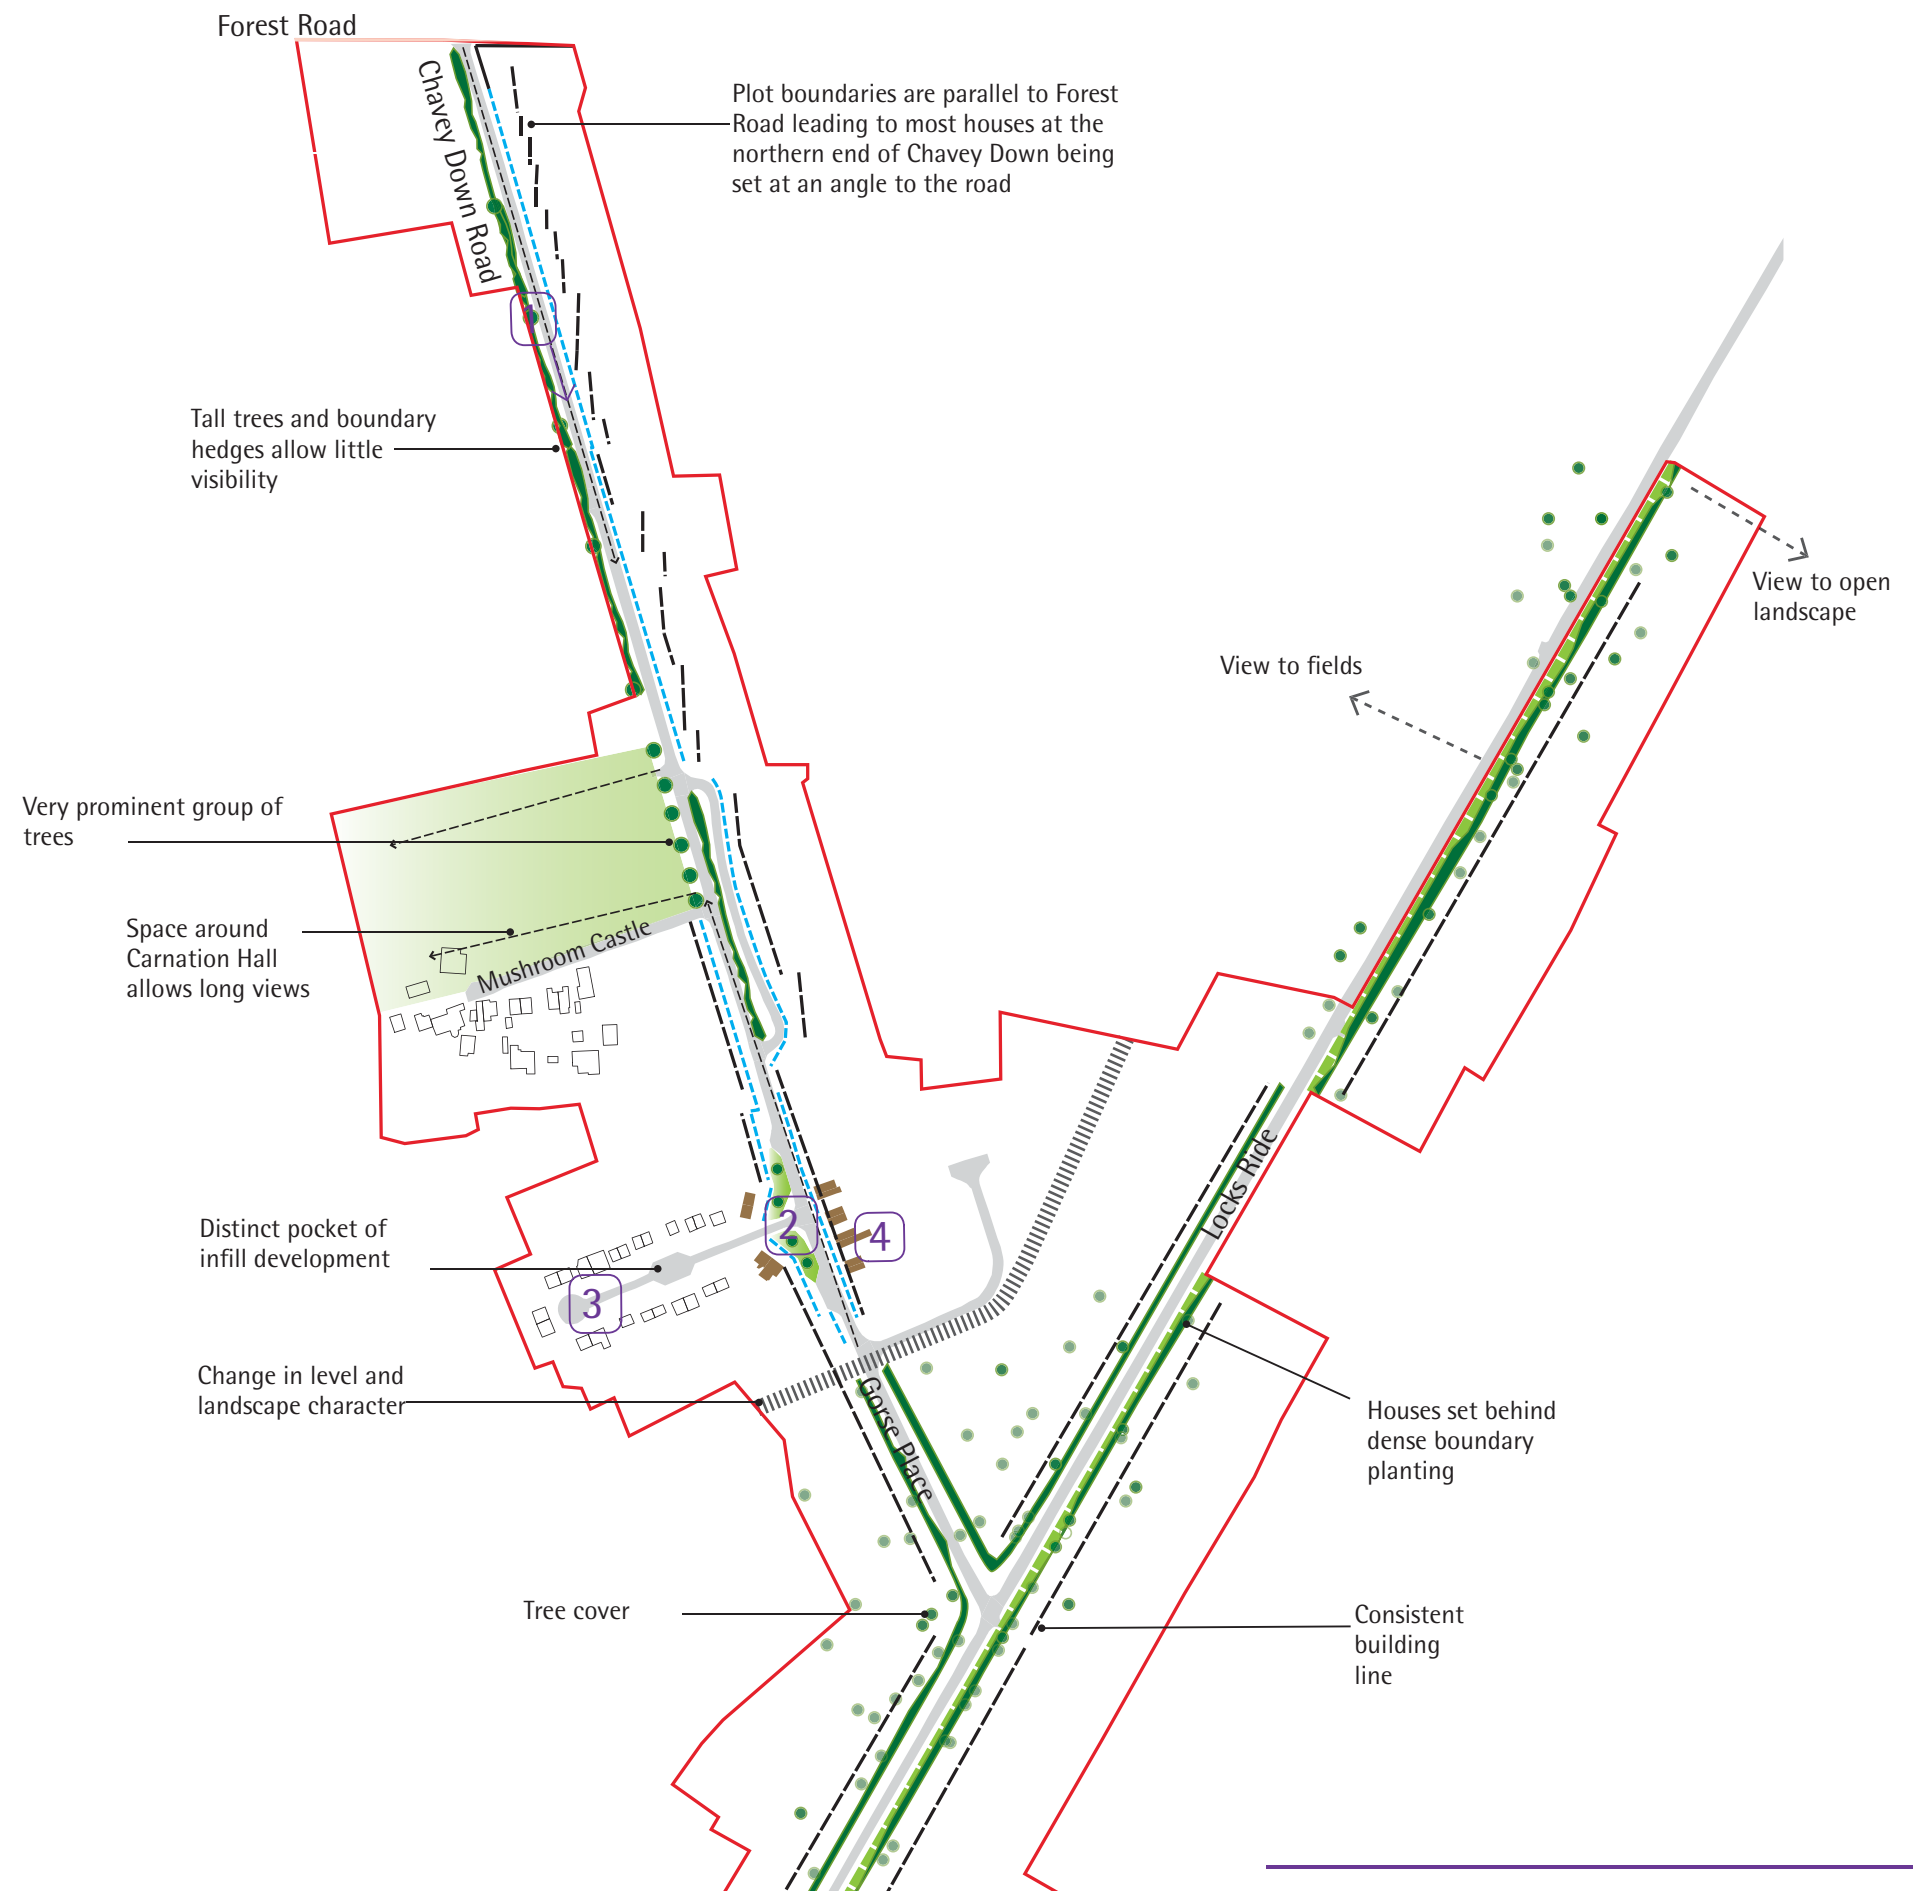 Forest Road
Chavey Down Road
Plot boundaries are parallel to Forest
Road leading to most houses at the
northern end of Chavey Down being
set at an angle to the road
1
Tall trees and boundary
hedges allow little
visibility
View to open
landscape
View to fields
Very prominent group of
trees
Space around
Carnation Hall
allows long views
Mushroom Castle
Locks Ride
Distinct pocket of
infill development
2
4
3
Change in level and
landscape character
Gorse Place
Houses set behind
dense boundary
planting
Tree cover
Consistent
building
line